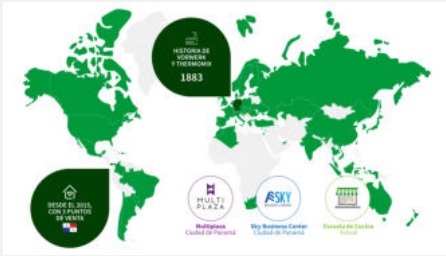 HISTORIA DE
VORWERK
Y THERMOMIX
1883
DESDE EL 2015,
CON 3 PUNTOS
DE VENTA
MULTI
PLAZA
Multiplaza
Ciudad de Panamá
SKY
Sky Business Center
Ciudad de Panamá
Escuela de Cocina
Virtual